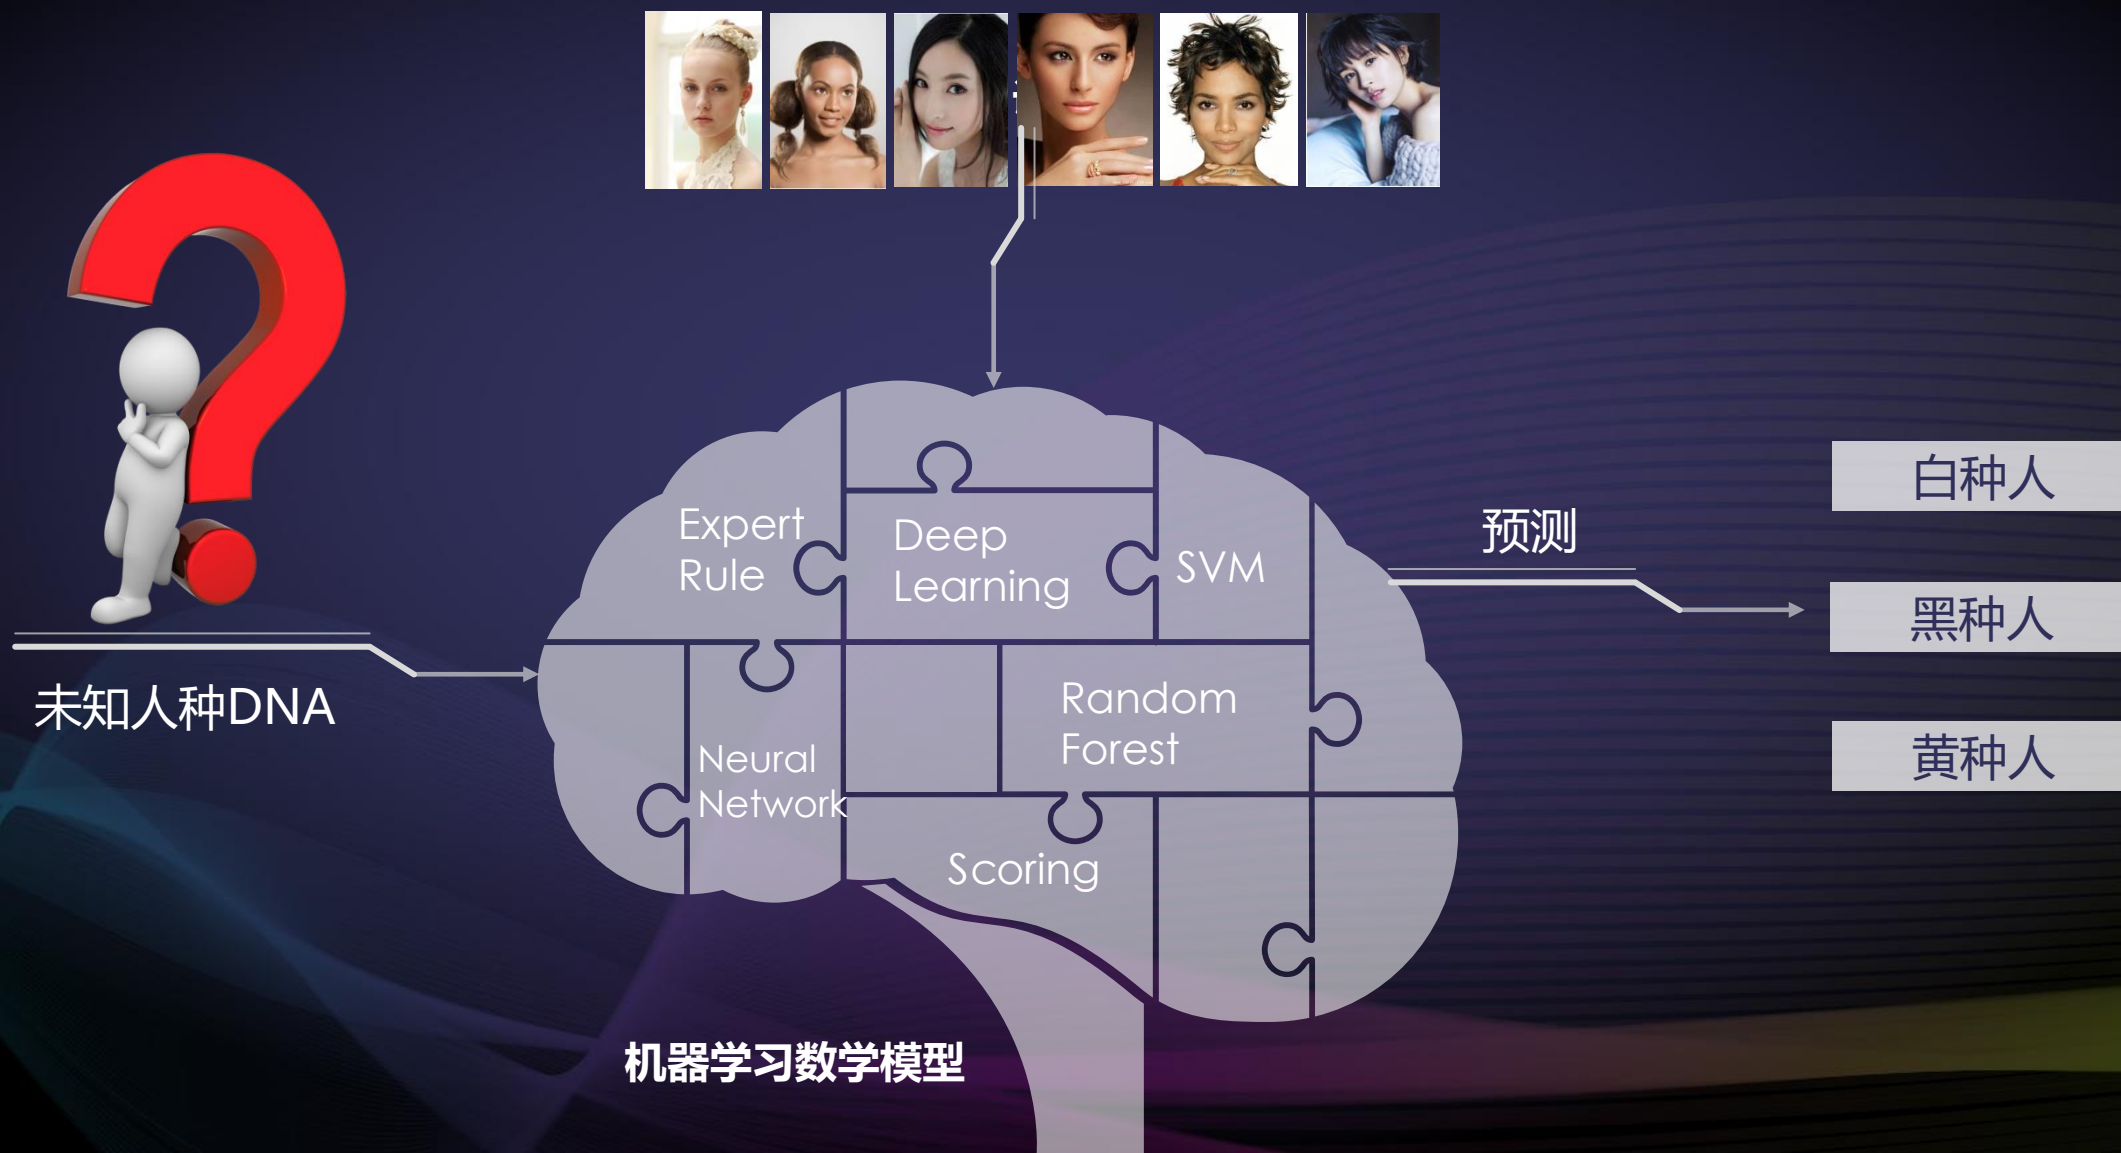 Expert
Rule
Deep
Learning
SVM
预测
白种人
黑种人
黄种人
未知人种DNA
Neural
Network
Random
Forest
Scoring
机器学习数学模型